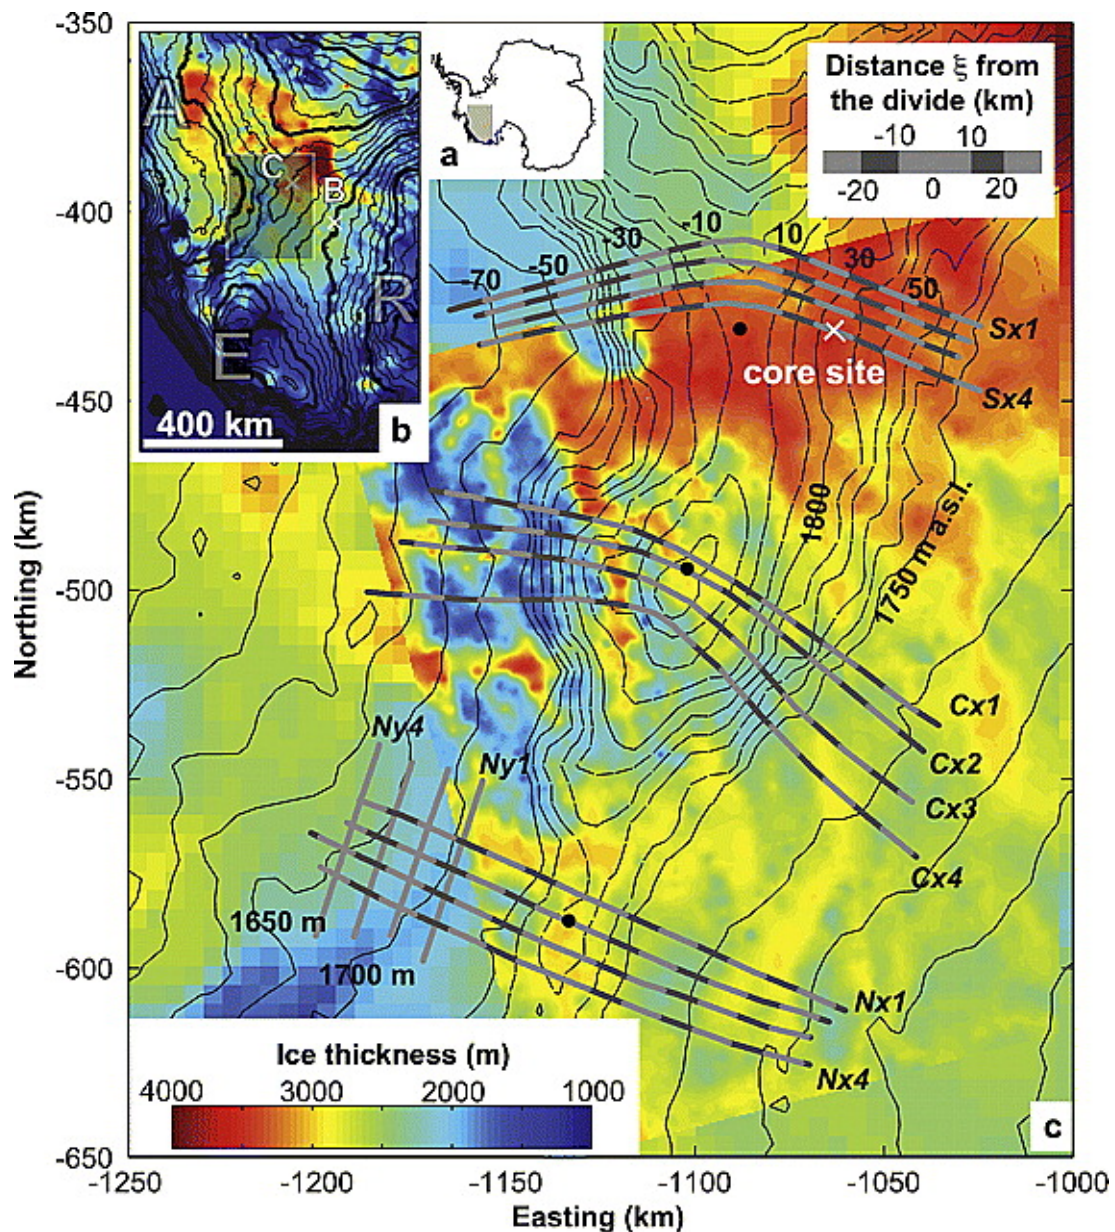 -350
-400
-450
-500
-550
-600
-650
Northing (km)
-1250
-1200
-1150
-1100
-1050
-1000
Easting (km)
A
C
B
R
E
400 km
b
a
Distance ξ from
the divide (km)
-10 10
-20 0 20
-70 -50 -30 -10 10 30 50
Sx1
Sx4
core site
1800
1750 m a.s.l.
Cx1
Cx2
Cx3
Cx4
Ny4
Ny1
1650 m
1700 m
Nx1
Nx4
Ice thickness (m)
4000 3000 2000 1000
c